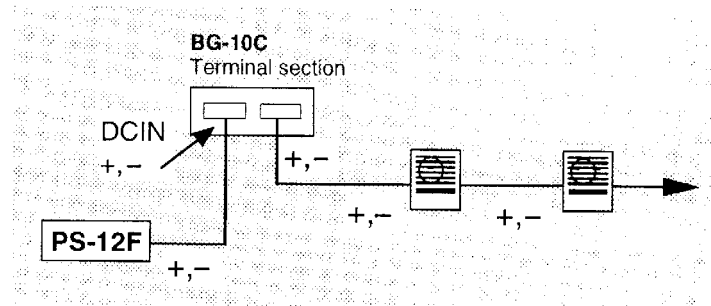 BG-10C
Terminal section
DCIN
+,–
+,–
+,–
+,–
PS-12F
+,–